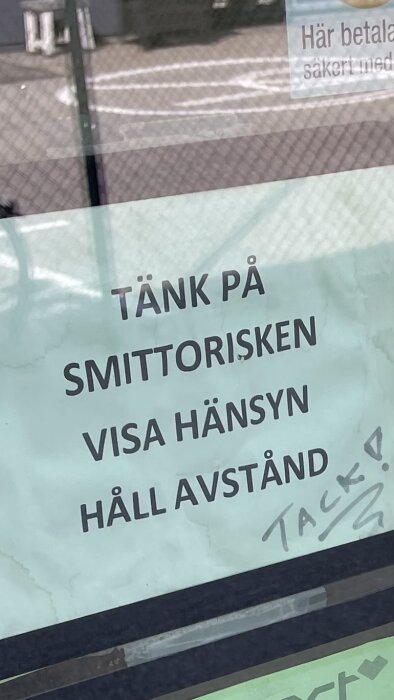 Här betala
säkert med
TÄNK PÅ
SMITTORISKEN
VISA HÄNSYN
HÅLL AVSTÅND
TACK!